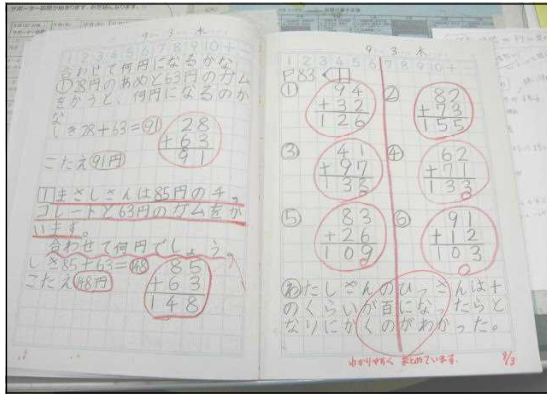 9 3 木
1 2 3 4 5 6 7 8 9 10 +
合わせて何円になるかな
① 28円のあめと63円のガム
をかうと、何円になるのか
な
しき28+63=91
28
+63
91
こたえ 91円
1 まさしさんは85円のチョ
コレートと63円のガムをか
います。
合わせて何円でしょう。
しき85+63=148
85
+63
148
こたえ 148円
9 3 木
1 2 3 4 5 6 7 8 9 10 +
P83 1
① 94
+32
126
② 82
+73
155
③ 41
+97
④ 62
+71
133
⑤ 83
+26
109
⑥ 91
+12
103
わたしさんのひっさんは十
のくらいが百になったらと
なりにかくのがわかった。
わかりやすく まとめています。
9/3